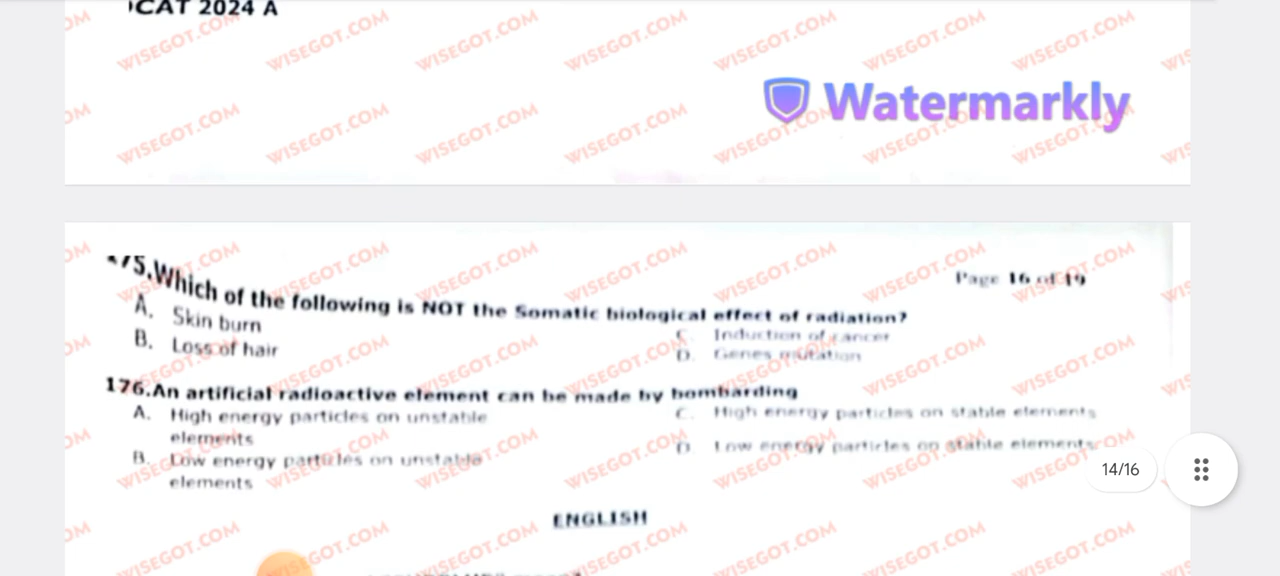 CAT 2024 A
Watermarkly
Page 16 of 19
175.Which of the following is NOT the Somatic biological effect of radiation?
A. Skin burn
B. Loss of hair
C. Induction of cancer
D. Genes mutation
176.An artificial radioactive element can be made by bombarding
A. High energy particles on unstable
elements
B. Low energy particles on unstable
elements
C. High energy particles on stable elements
D. Low energy particles on stable elements
ENGLISH
14/16
WISEGOT.COM